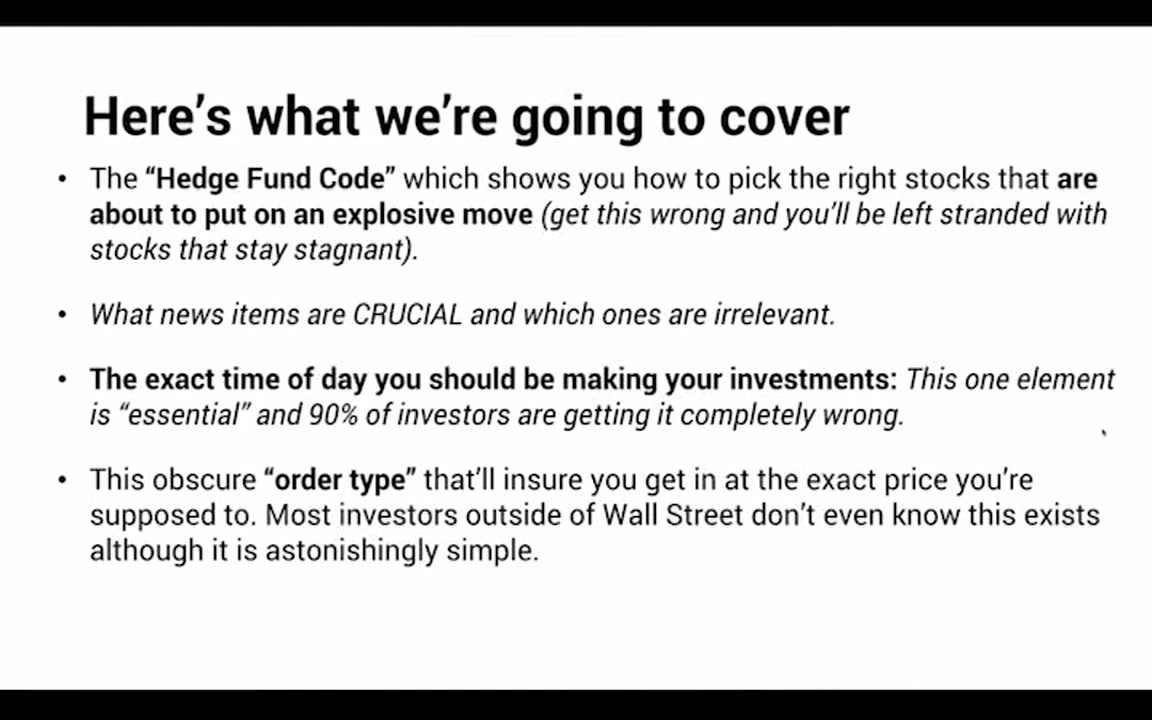 Here’s what we’re going to cover
• The “Hedge Fund Code” which shows you how to pick the right stocks that are
about to put on an explosive move (get this wrong and you’ll be left stranded with
stocks that stay stagnant).
• What news items are CRUCIAL and which ones are irrelevant.
• The exact time of day you should be making your investments: This one element
is “essential” and 90% of investors are getting it completely wrong.
• This obscure “order type” that’ll insure you get in at the exact price you’re
supposed to. Most investors outside of Wall Street don’t even know this exists
although it is astonishingly simple.